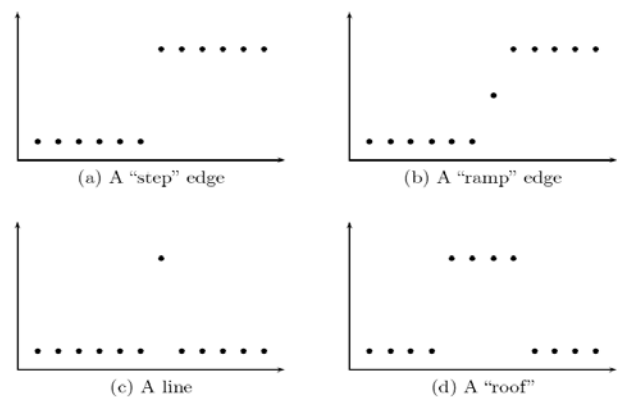 (a) A “step” edge
(b) A “ramp” edge
(c) A line
(d) A “roof”